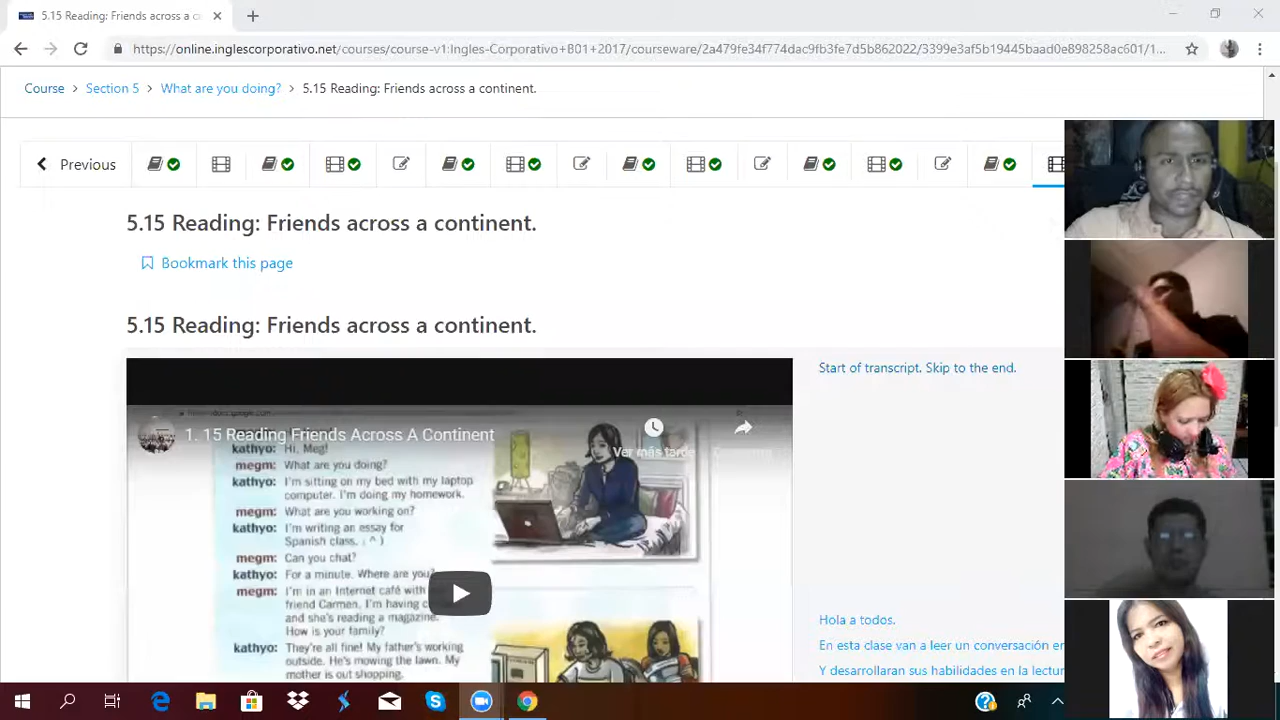 5.15 Reading: Friends across a co
https://online.inglescorporativo.net/courses/course-v1:Ingles-Corporativo+B01+2017/courseware/2a479fe34f774dac9fb3fe7d5b862022/3399e3af5b19445baad0e898258ac601/1...
Course > Section 5 > What are you doing? > 5.15 Reading: Friends across a continent.
Previous
5.15 Reading: Friends across a continent.
Bookmark this page
5.15 Reading: Friends across a continent.
Start of transcript. Skip to the end.
1. 15 Reading Friends Across A Continent
Ver más tarde
kathyo: Hi, Meg!
megm: What are you doing?
kathyo: I'm sitting on my bed with my laptop
computer. I'm doing my homework.
megm: What are you working on?
kathyo: I'm writing an essay for
Spanish class. (^)
megm: Can you chat?
kathyo: For a minute. Where are you?
megm: I'm in an Internet café with
friend Carmen. I'm having
and she's reading a magazine.
How is your family?
kathyo: They're all fine! My father's working
outside. He's mowing the lawn. My
mother is out shopping.
Hola a todos.
En esta clase van a leer un conversación en
Y desarrollaran sus habilidades en la lectur